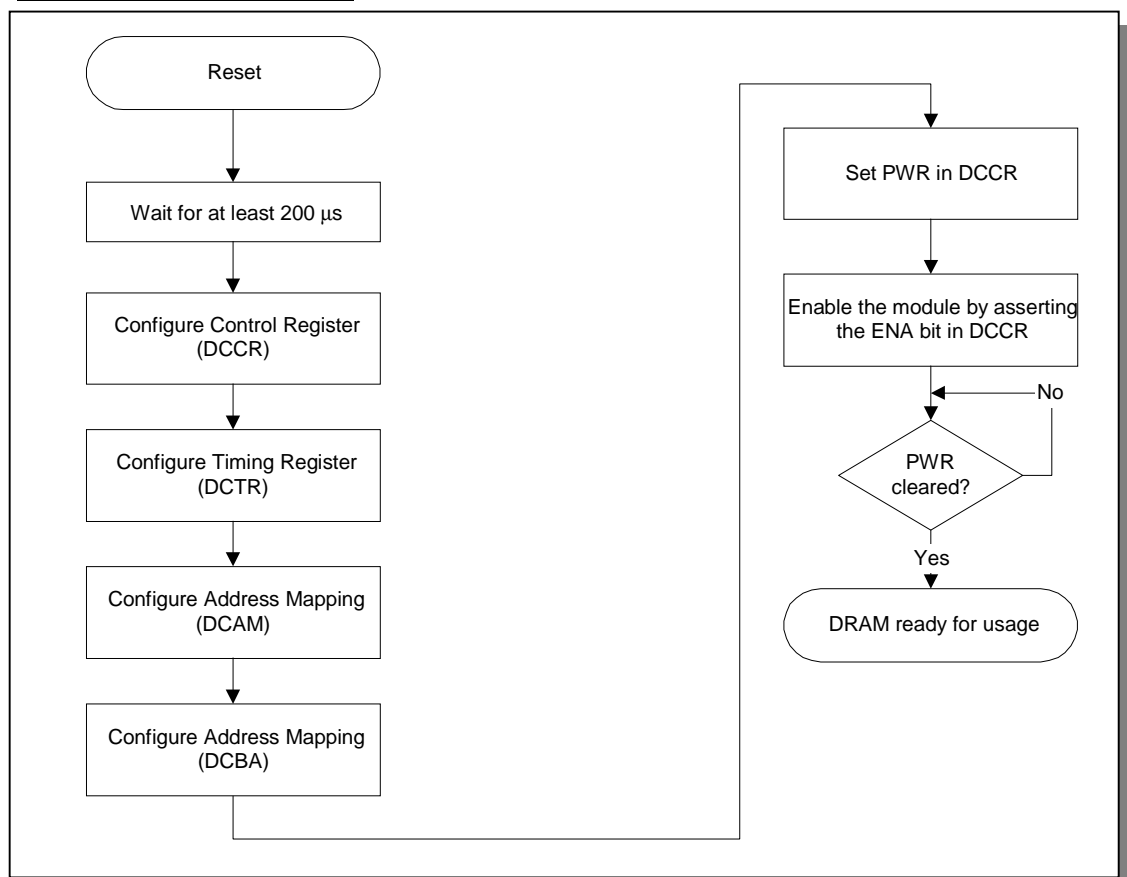 Reset
Wait for at least 200 μs
Configure Control Register
(DCCR)
Configure Timing Register
(DCTR)
Configure Address Mapping
(DCAM)
Configure Address Mapping
(DCBA)
Set PWR in DCCR
Enable the module by asserting
the ENA bit in DCCR
No
PWR
cleared?
Yes
DRAM ready for usage